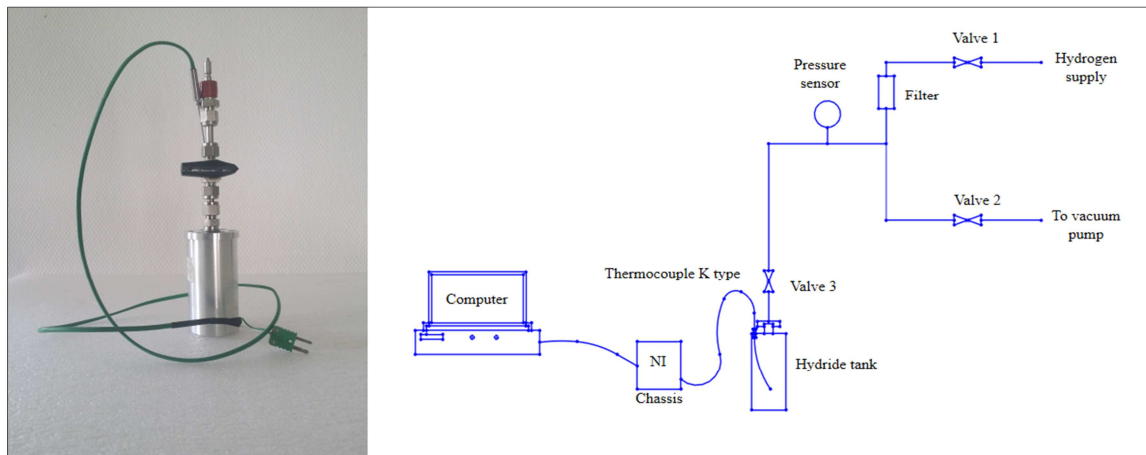 Valve 1
Pressure
sensor
Hydrogen
supply
Filter
Valve 2
To vacuum
pump
Thermocouple K type
Valve 3
Computer
NI
Chassis
Hydride tank